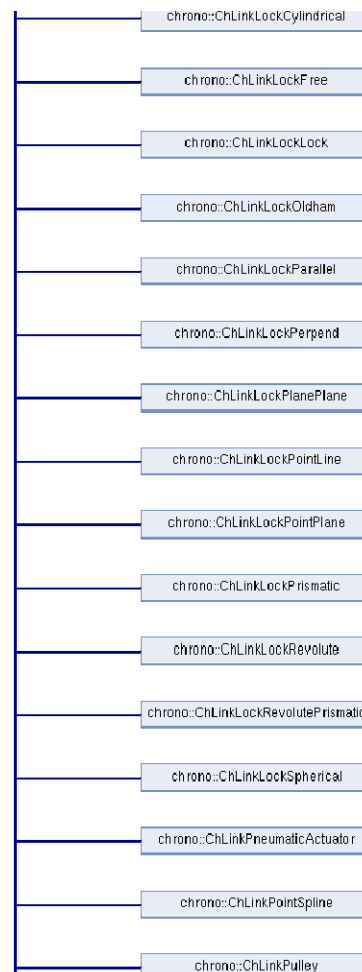 chrono::ChLinkLockCylindrical
chrono::ChLinkLockFree
chrono::ChLinkLockLock
chrono::ChLinkLockOldham
chrono::ChLinkLockParallel
chrono::ChLinkLockPerpend
chrono::ChLinkLockPlanePlane
chrono::ChLinkLockPointLine
chrono::ChLinkLockPointPlane
chrono::ChLinkLockPrismatic
chrono::ChLinkLockRevolute
chrono::ChLinkLockRevolutePrismatic
chrono::ChLinkLockSpherical
chrono::ChLinkPneumaticActuator
chrono::ChLinkPointSpline
chrono::ChLinkPulley